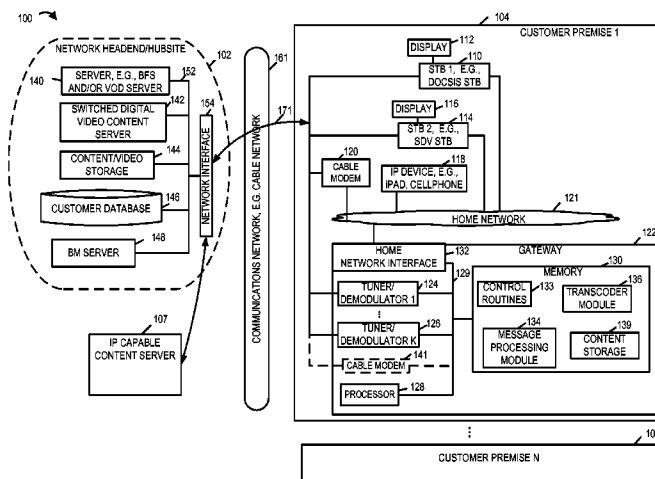 100
NETWORK HEADEND/HUBSITE
102
140
SERVER, E.G., BFS
AND/OR VOD SERVER
152
142
SWITCHED DIGITAL
VIDEO CONTENT
SERVER
154
144
CONTENT/VIDEO
STORAGE
146
CUSTOMER DATABASE
148
BM SERVER
NETWORK INTERFACE
107
IP CAPABLE
CONTENT SERVER
161
171
COMMUNICATIONS NETWORK, E.G. CABLE NETWORK
104
CUSTOMER PREMISE 1
112
DISPLAY
110
STB 1, E.G.,
DOCSIS STB
116
DISPLAY
114
STB 2, E.G.,
SDV STB
120
CABLE
MODEM
118
IP DEVICE, E.G.,
IPAD, CELLPHONE
121
HOME NETWORK
122
GATEWAY
HOME
NETWORK INTERFACE
132
129
130
MEMORY
TUNER/
DEMODULATOR 1
124
CONTROL
ROUTINES
133
136
TRANSCODER
MODULE
TUNER/
DEMODULATOR K
126
134
MESSAGE
PROCESSING
MODULE
139
CONTENT
STORAGE
141
CABLE MODEM
128
PROCESSOR
CUSTOMER PREMISE N